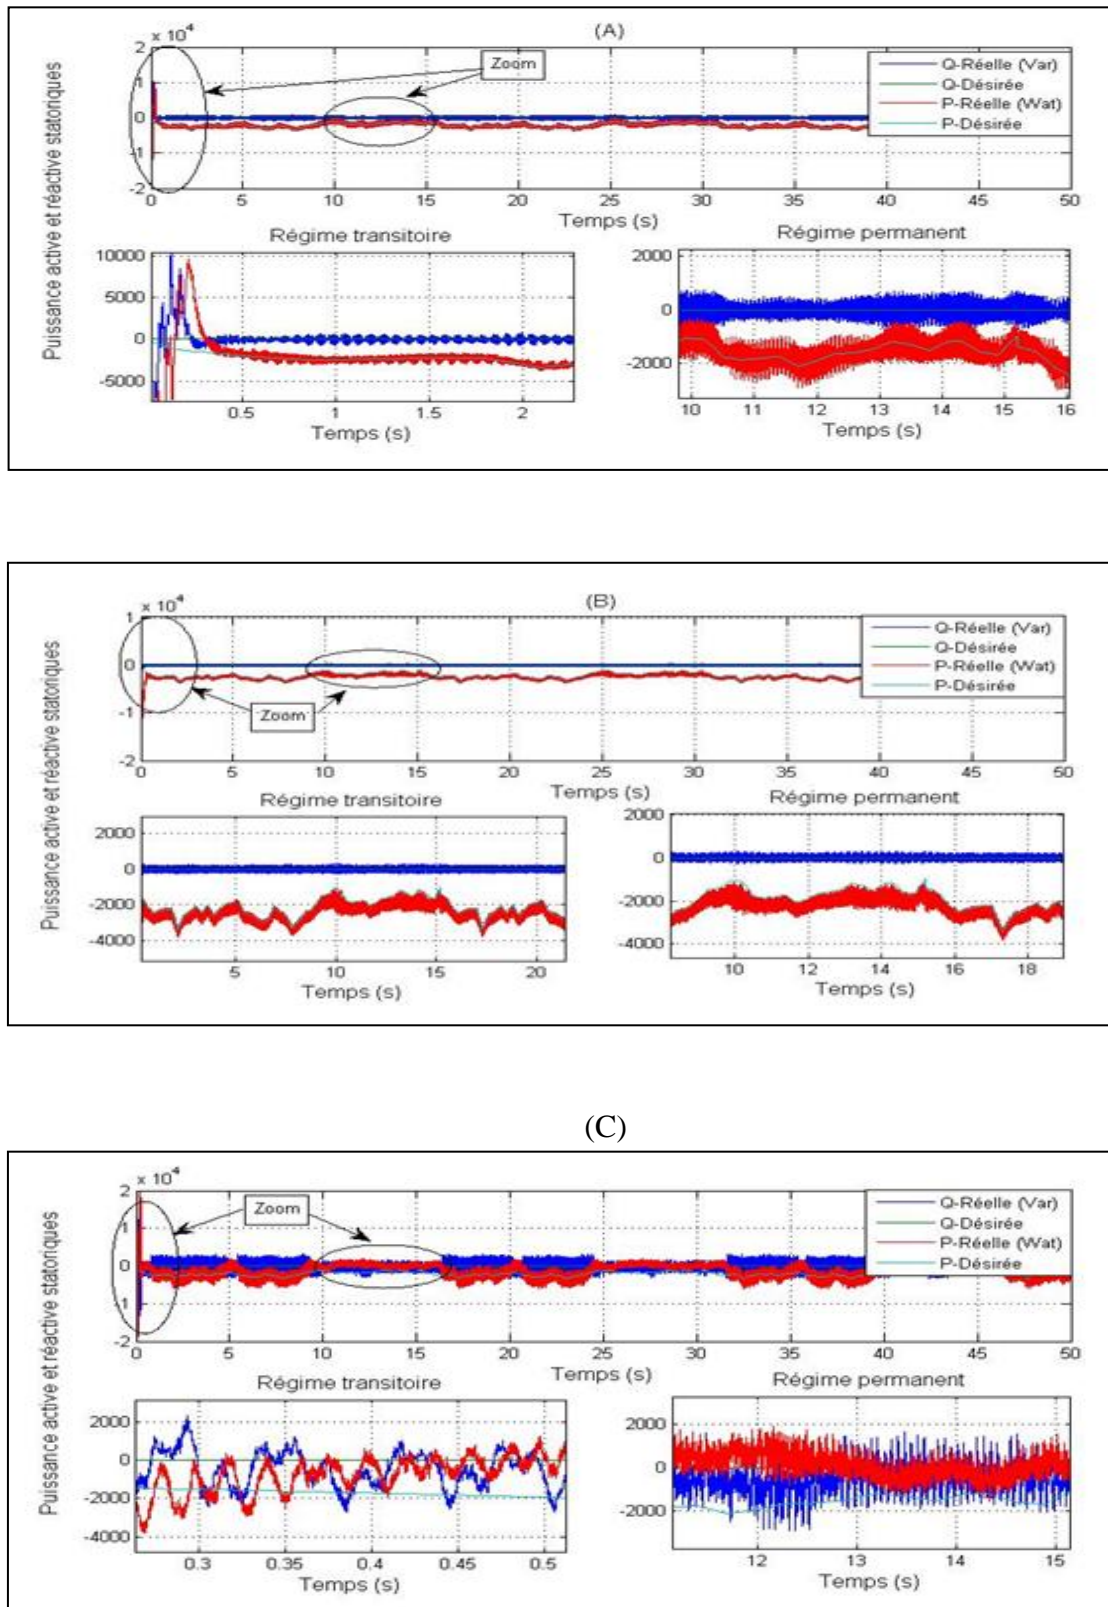 (A)
Puissance active et réactive statoriques
x 10⁴
2
1
0
-1
-2
Zoom
Q-Réelle (Var)
Q-Désirée
P-Réelle (Wat)
P-Désirée
0 5 10 15 20 25 30 35 40 45 50
Temps (s)
Régime transitoire
10000
5000
0
-5000
0.5 1 1.5 2
Temps (s)
Régime permanent
2000
0
-2000
10 11 12 13 14 15 16
Temps (s)
(B)
Puissance active et réactive statoriques
x 10⁴
1
0
-1
-2
Zoom
Q-Réelle (Var)
Q-Désirée
P-Réelle (Wat)
P-Désirée
0 5 10 15 20 25 30 35 40 45 50
Temps (s)
Régime transitoire
2000
0
-2000
-4000
5 10 15 20
Temps (s)
Régime permanent
2000
0
-2000
-4000
10 12 14 16 18
Temps (s)
(C)
Puissance active et réactive statoriques
x 10⁴
2
1
0
1
-2
Zoom
Q-Réelle (Var)
Q-Désirée
P-Réelle (Wat)
P-Désirée
0 5 10 15 20 25 30 35 40 45 50
Temps (s)
Régime transitoire
2000
0
-2000
-4000
0.3 0.35 0.4 0.45 0.5
Temps (s)
Régime permanent
2000
0
-2000
12 13 14 15
Temps (s)